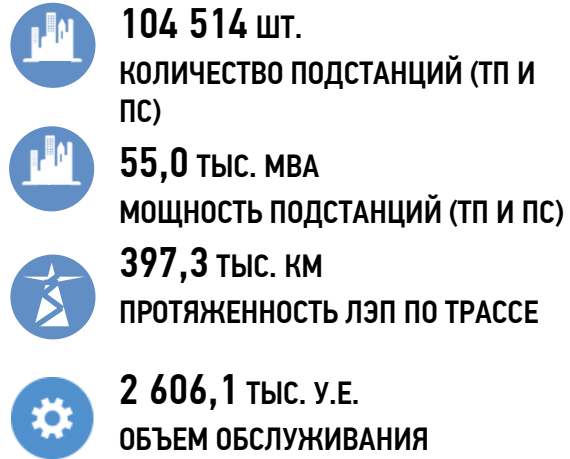 104 514 ШТ.
КОЛИЧЕСТВО ПОДСТАНЦИЙ (ТП И
ПС)
55,0 ТЫС. МВА
МОЩНОСТЬ ПОДСТАНЦИЙ (ТП И ПС)
397,3 ТЫС. КМ
ПРОТЯЖЕННОСТЬ ЛЭП ПО ТРАССЕ
2 606,1 ТЫС. У.Е.
ОБЪЕМ ОБСЛУЖИВАНИЯ